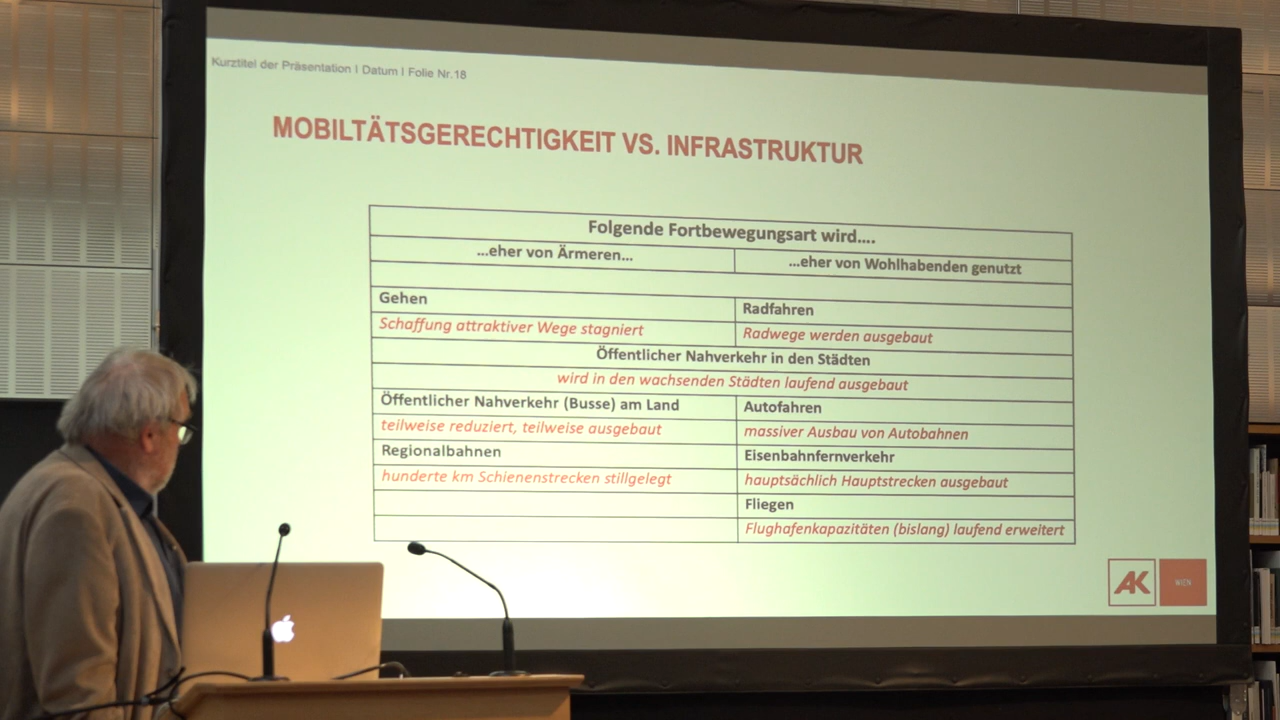 Kurztitel der Präsentation | Datum | Folie Nr.18
MOBILTÄTSGERECHTIGKEIT VS. INFRASTRUKTUR
Folgende Fortbewegungsart wird….
…eher von Ärmeren…
…eher von Wohlhabenden genutzt
Gehen
Radfahren
Schaffung attraktiver Wege stagniert
Radwege werden ausgebaut
Öffentlicher Nahverkehr in den Städten
wird in den wachsenden Städten laufend ausgebaut
Öffentlicher Nahverkehr (Busse) am Land
Autofahren
teilweise reduziert, teilweise ausgebaut
massiver Ausbau von Autobahnen
Regionalbahnen
Eisenbahnfernverkehr
hunderte km Schienenstrecken stillgelegt
hauptsächlich Hauptstrecken ausgebaut
Fliegen
Flughafenkapazitäten (bislang) laufend erweitert
AK
WIEN